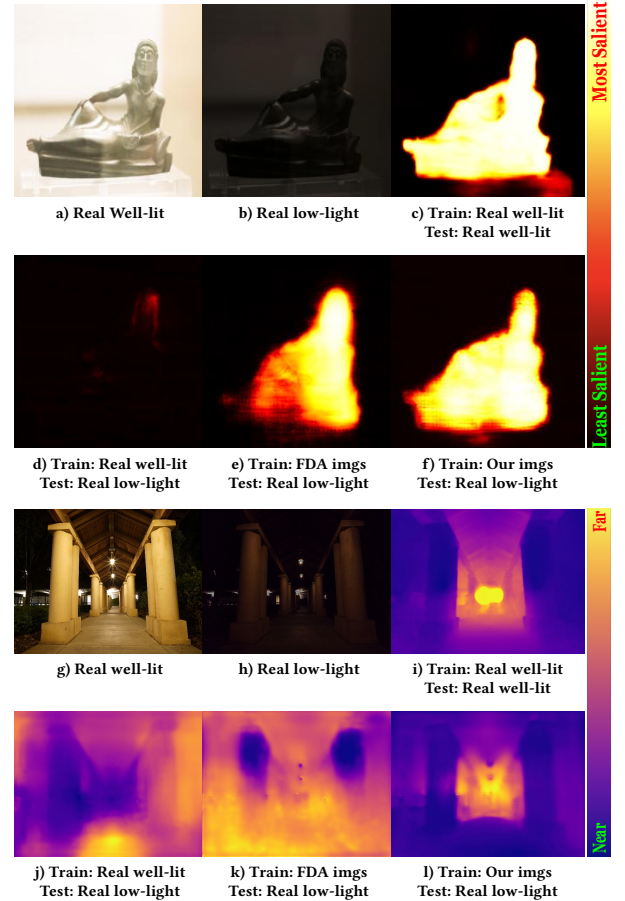 Most Salient
a) Real Well-lit
b) Real low-light
c) Train: Real well-lit
Test: Real well-lit
Least Salient
d) Train: Real well-lit
Test: Real low-light
e) Train: FDA imgs
Test: Real low-light
f) Train: Our imgs
Test: Real low-light
Far
g) Real well-lit
h) Real low-light
i) Train: Real well-lit
Test: Real well-lit
Near
j) Train: Real well-lit
Test: Real low-light
k) Train: FDA imgs
Test: Real low-light
l) Train: Our imgs
Test: Real low-light